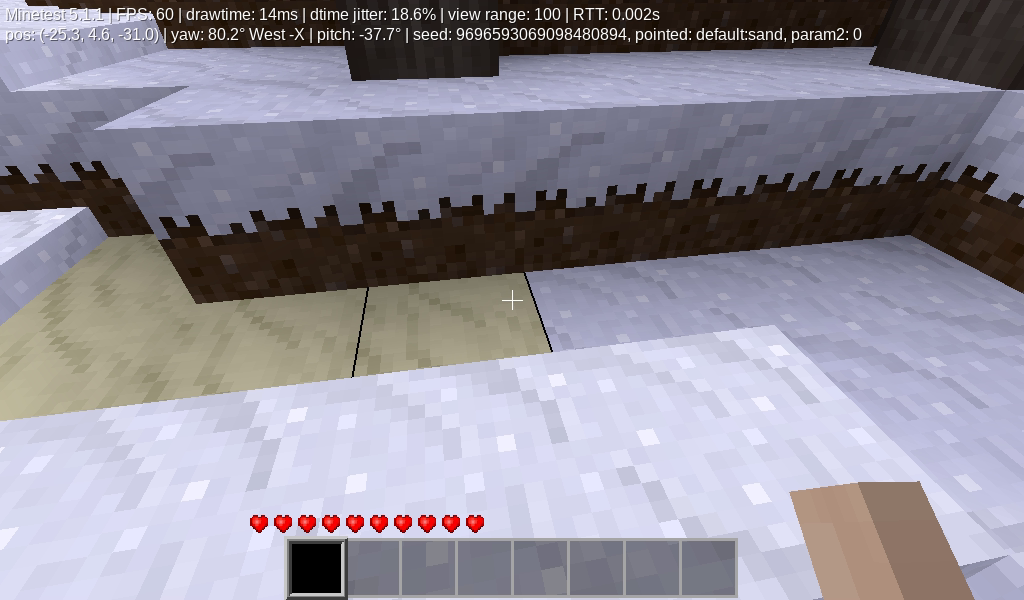 Minetest 5.1.1 | FPS: 60 | drawtime: 14ms | dtime jitter: 18.6% | view range: 100 | RTT: 0.002s
pos: (-25.3, 4.6, -31.0) | yaw: 80.2° West -X | pitch: -37.7° | seed: 9696593069098480894, pointed: default:sand, param2: 0